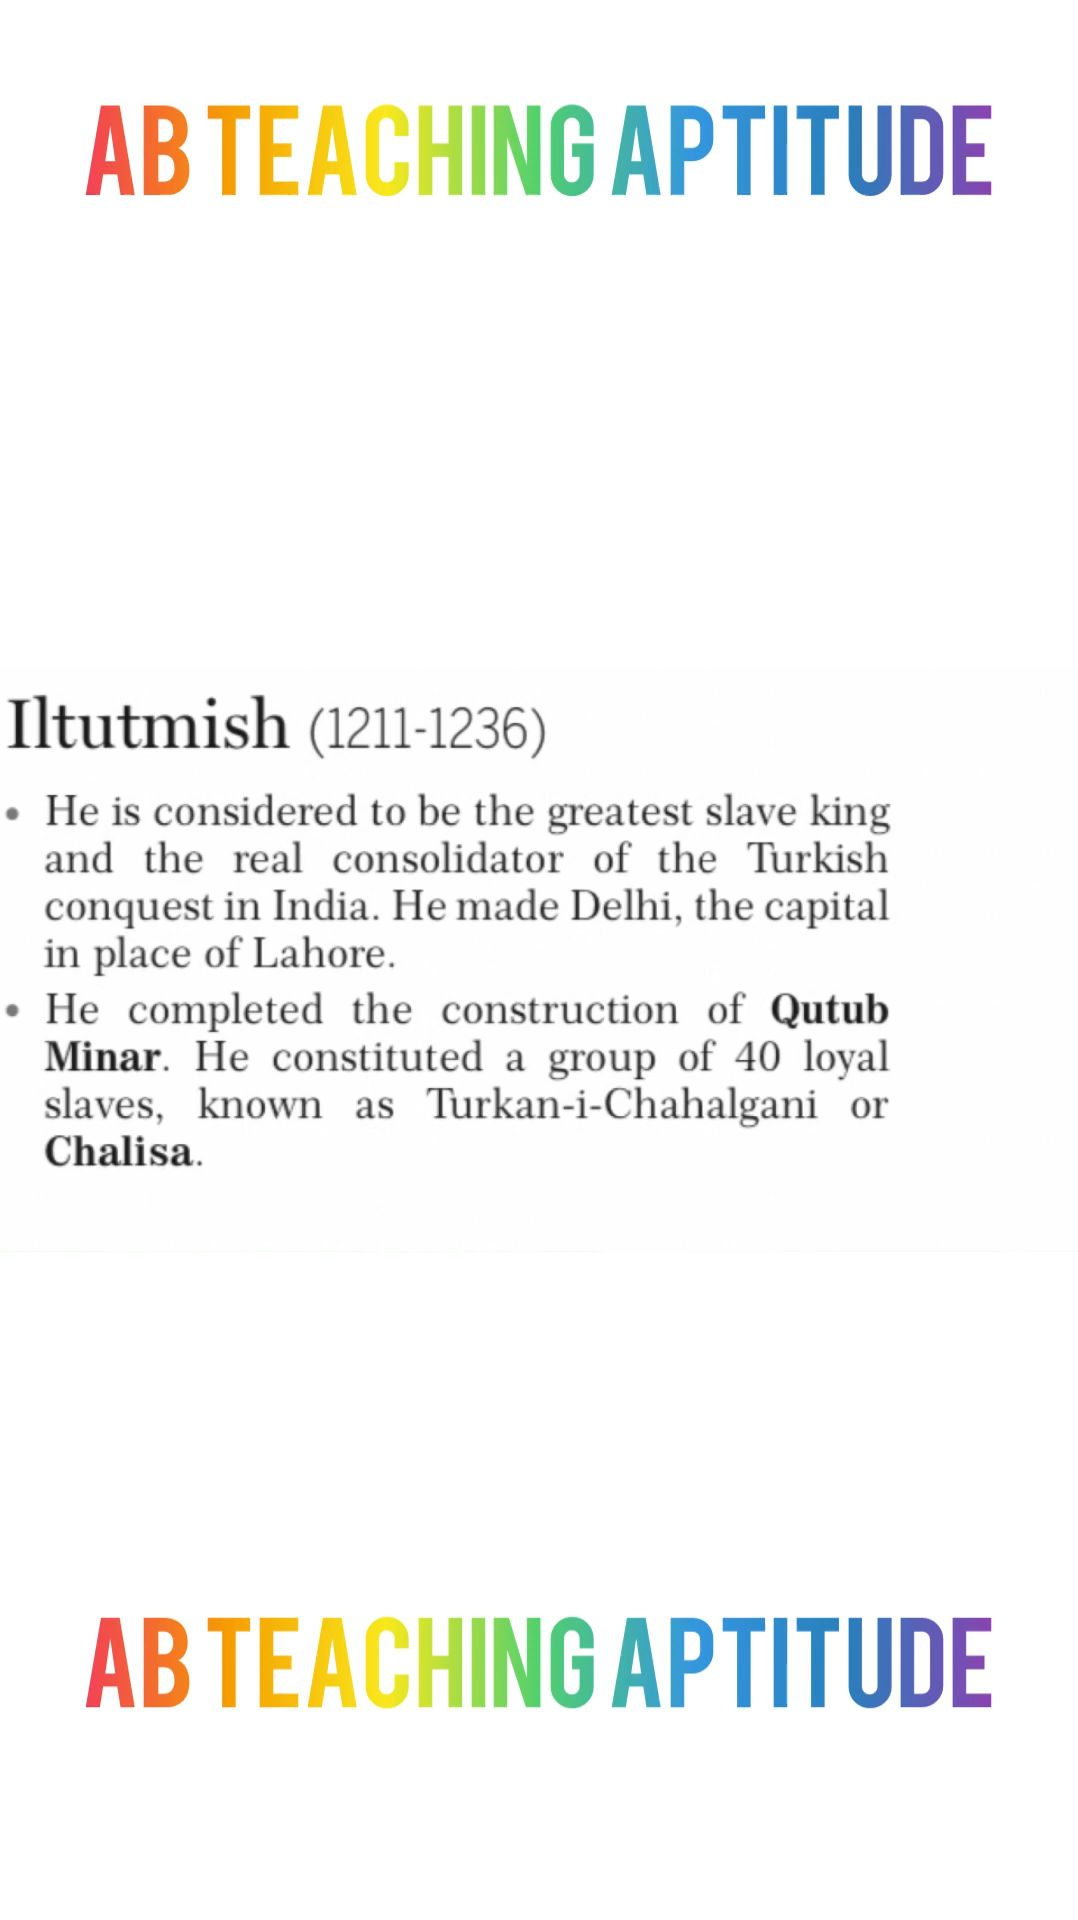 AB TEACHING APTITUDE
Iltutmish (1211-1236)
• He is considered to be the greatest slave king
and the real consolidator of the Turkish
conquest in India. He made Delhi, the capital
in place of Lahore.
• He completed the construction of Qutub
Minar. He constituted a group of 40 loyal
slaves, known as Turkan-i-Chahalgani or
Chalisa.
AB TEACHING APTITUDE